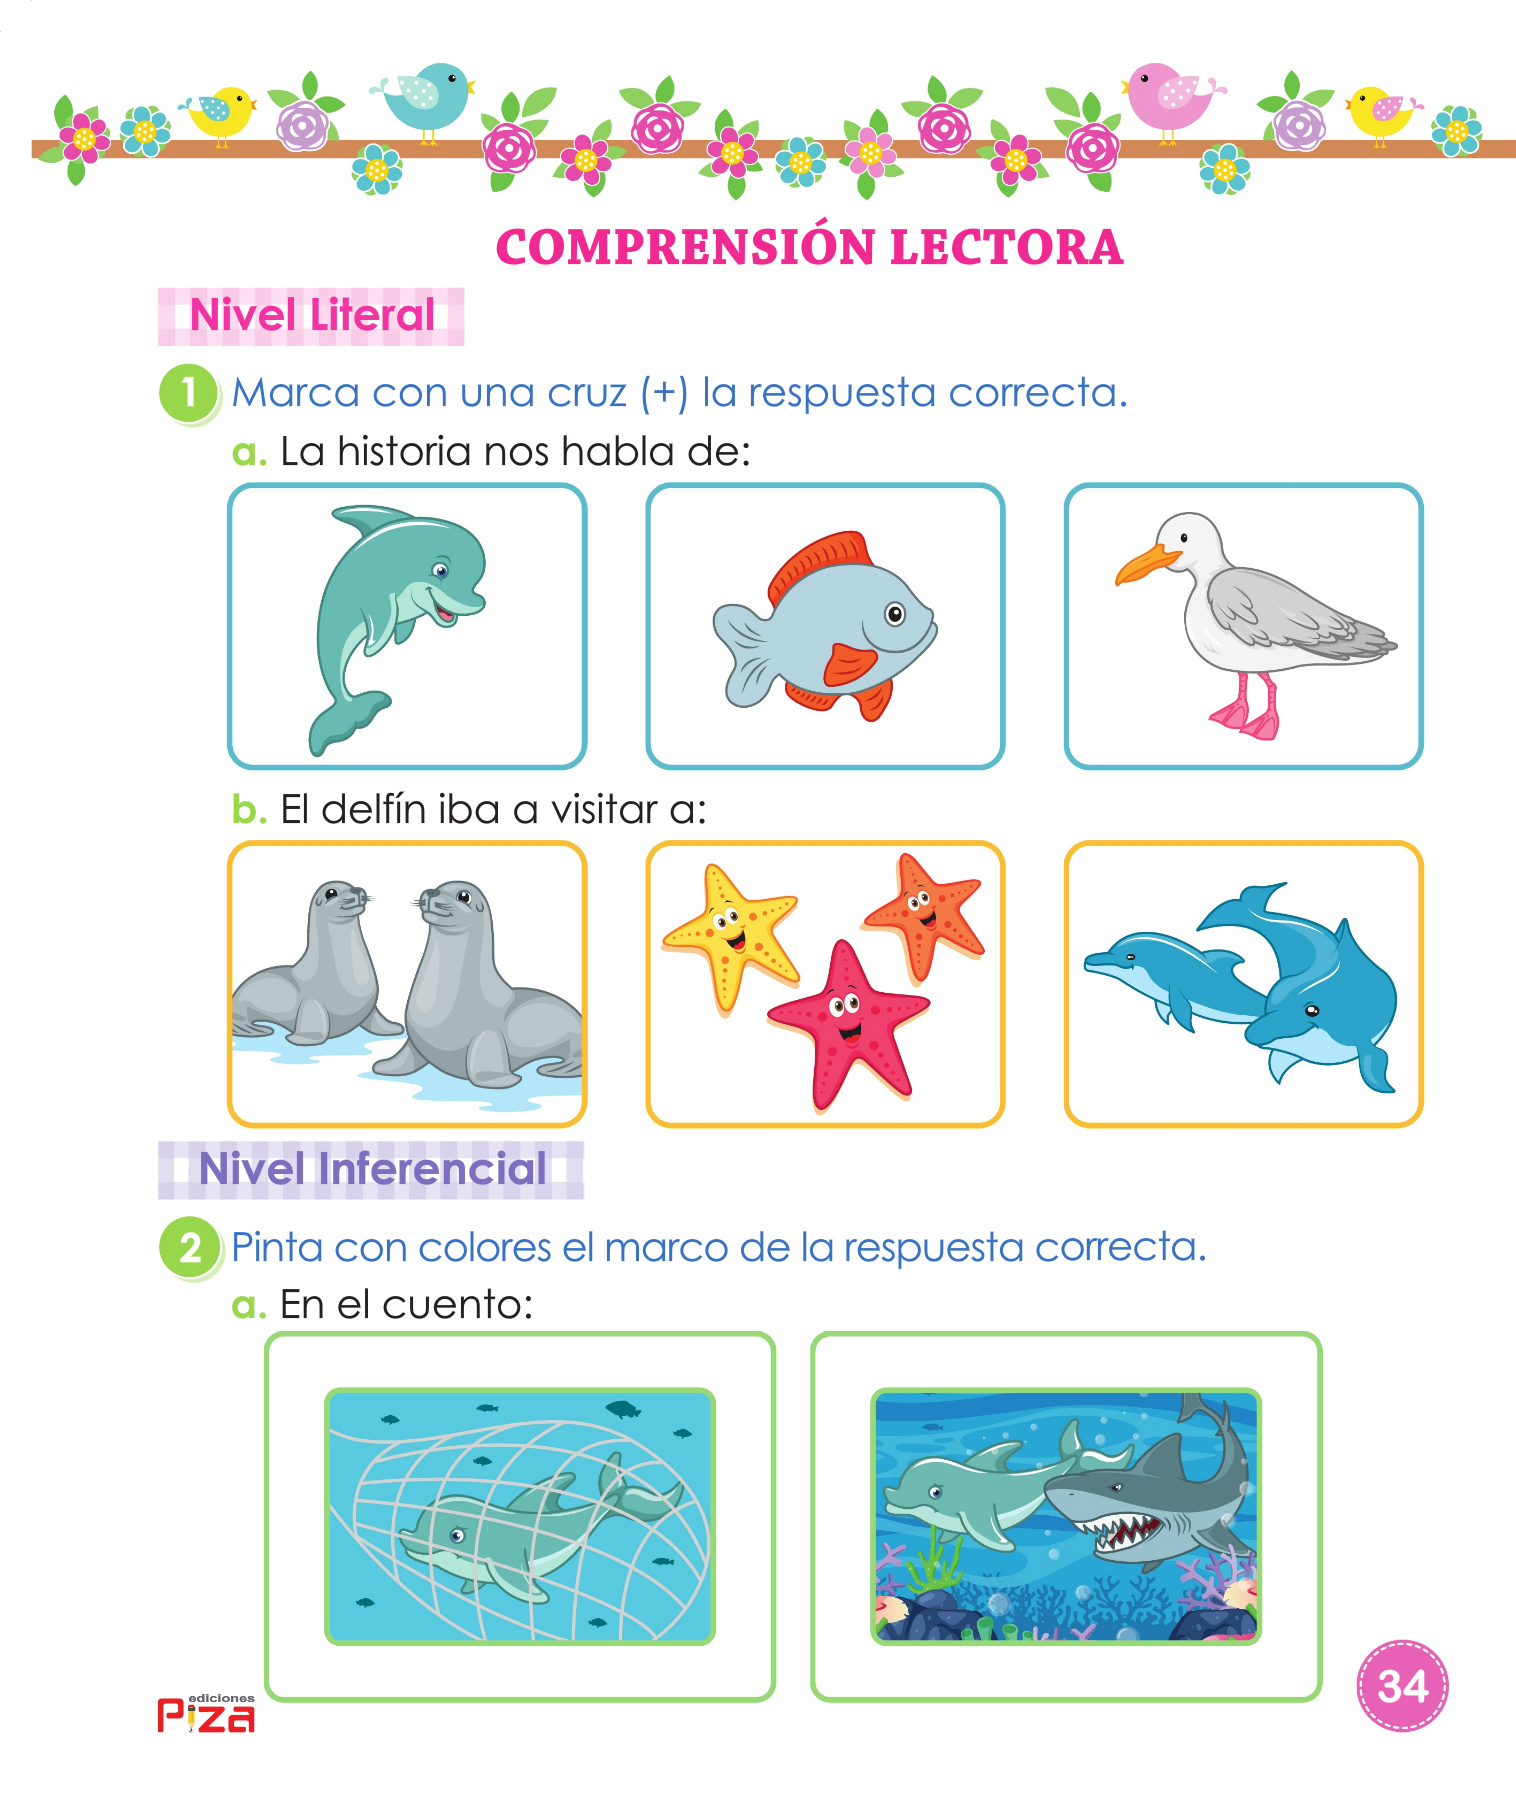 COMPRENSIÓN LECTORA
Nivel Literal
1 Marca con una cruz (+) la respuesta correcta.
a. La historia nos habla de:
b. El delfín iba a visitar a:
Nivel Inferencial
2 Pinta con colores el marco de la respuesta correcta.
a. En el cuento:
ediciones
Piza
34